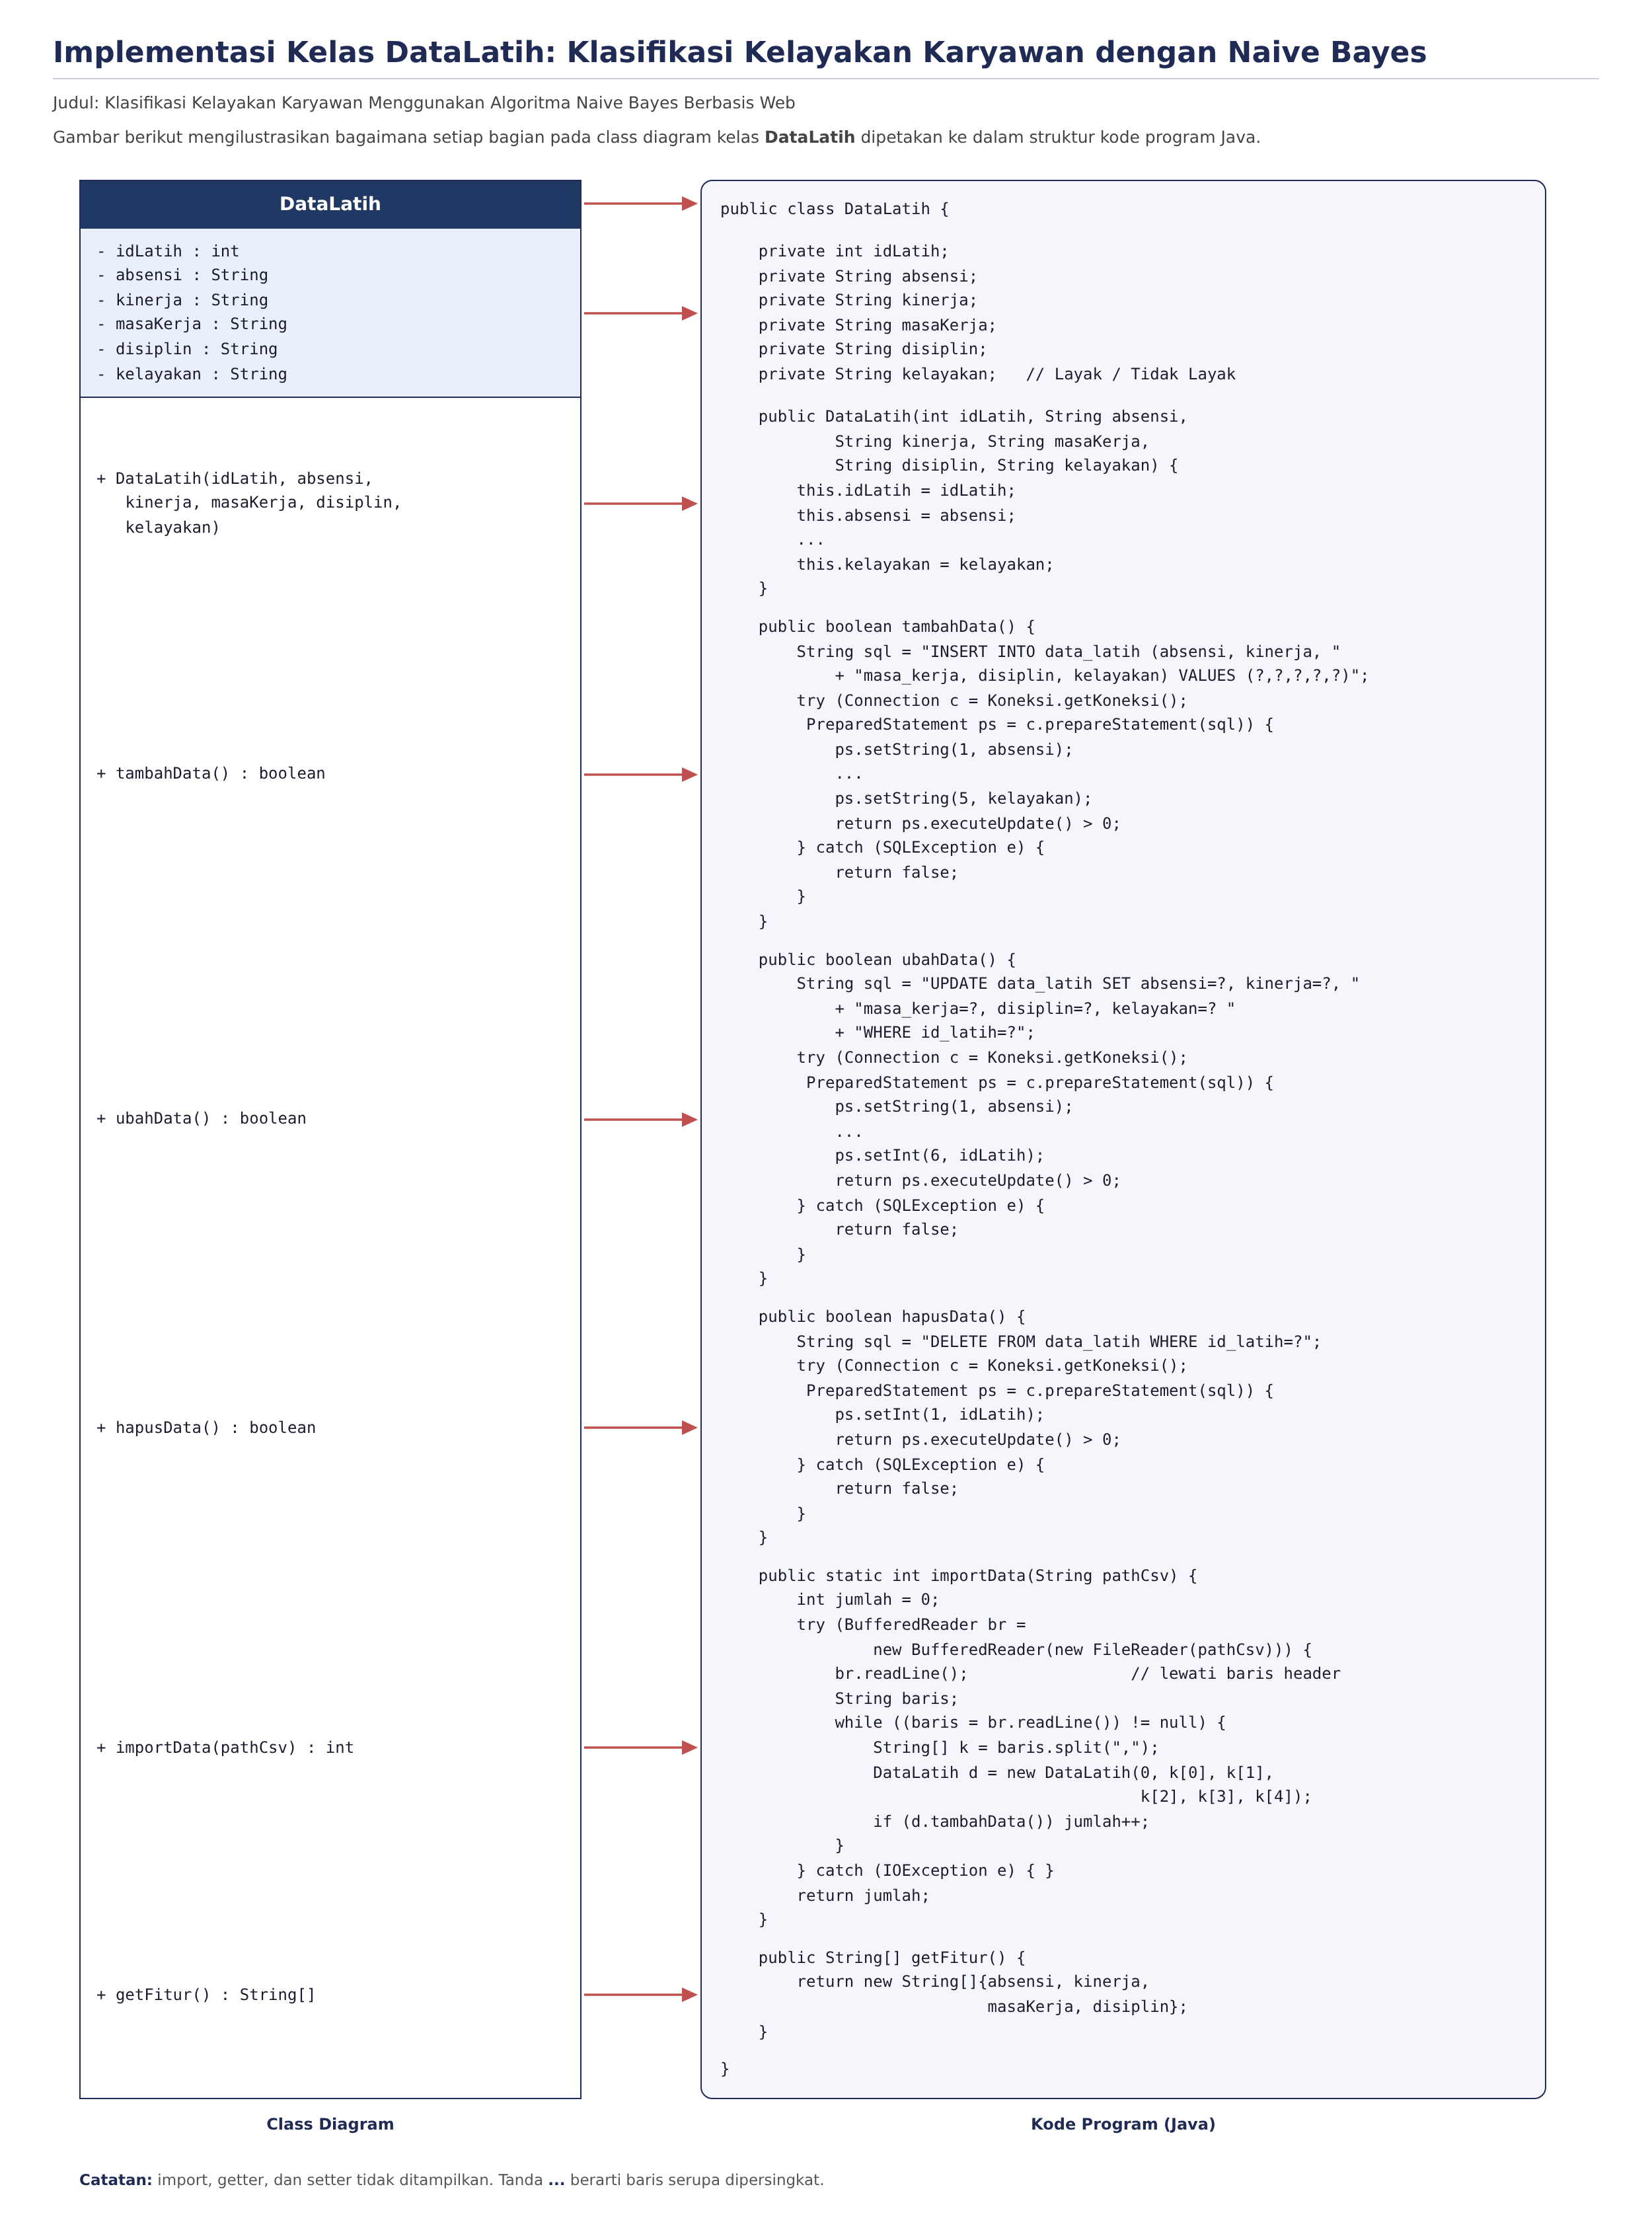 Implementasi Kelas DataLatih: Klasifikasi Kelayakan Karyawan dengan Naive Bayes
Judul: Klasifikasi Kelayakan Karyawan Menggunakan Algoritma Naive Bayes Berbasis Web
Gambar berikut mengilustrasikan bagaimana setiap bagian pada class diagram kelas DataLatih dipetakan ke dalam struktur kode program Java.
DataLatih
- idLatih : int
- absensi : String
- kinerja : String
- masaKerja : String
- disiplin : String
- kelayakan : String
+ DataLatih(idLatih, absensi,
   kinerja, masaKerja, disiplin,
   kelayakan)
+ tambahData() : boolean
+ ubahData() : boolean
+ hapusData() : boolean
+ importData(pathCsv) : int
+ getFitur() : String[]
Class Diagram
public class DataLatih {
    private int idLatih;
    private String absensi;
    private String kinerja;
    private String masaKerja;
    private String disiplin;
    private String kelayakan;   // Layak / Tidak Layak
    public DataLatih(int idLatih, String absensi,
            String kinerja, String masaKerja,
            String disiplin, String kelayakan) {
        this.idLatih = idLatih;
        this.absensi = absensi;
        ...
        this.kelayakan = kelayakan;
    }
    public boolean tambahData() {
        String sql = "INSERT INTO data_latih (absensi, kinerja, "
            + "masa_kerja, disiplin, kelayakan) VALUES (?,?,?,?,?)";
        try (Connection c = Koneksi.getKoneksi();
         PreparedStatement ps = c.prepareStatement(sql)) {
            ps.setString(1, absensi);
            ...
            ps.setString(5, kelayakan);
            return ps.executeUpdate() > 0;
        } catch (SQLException e) {
            return false;
        }
    }
    public boolean ubahData() {
        String sql = "UPDATE data_latih SET absensi=?, kinerja=?, "
            + "masa_kerja=?, disiplin=?, kelayakan=? "
            + "WHERE id_latih=?";
        try (Connection c = Koneksi.getKoneksi();
         PreparedStatement ps = c.prepareStatement(sql)) {
            ps.setString(1, absensi);
            ...
            ps.setInt(6, idLatih);
            return ps.executeUpdate() > 0;
        } catch (SQLException e) {
            return false;
        }
    }
    public boolean hapusData() {
        String sql = "DELETE FROM data_latih WHERE id_latih=?";
        try (Connection c = Koneksi.getKoneksi();
         PreparedStatement ps = c.prepareStatement(sql)) {
            ps.setInt(1, idLatih);
            return ps.executeUpdate() > 0;
        } catch (SQLException e) {
            return false;
        }
    }
    public static int importData(String pathCsv) {
        int jumlah = 0;
        try (BufferedReader br =
                new BufferedReader(new FileReader(pathCsv))) {
            br.readLine();                 // lewati baris header
            String baris;
            while ((baris = br.readLine()) != null) {
                String[] k = baris.split(",");
                DataLatih d = new DataLatih(0, k[0], k[1],
                                            k[2], k[3], k[4]);
                if (d.tambahData()) jumlah++;
            }
        } catch (IOException e) { }
        return jumlah;
    }
    public String[] getFitur() {
        return new String[]{absensi, kinerja,
                            masaKerja, disiplin};
    }
}
Kode Program (Java)
Catatan: import, getter, dan setter tidak ditampilkan. Tanda ... berarti baris serupa dipersingkat.